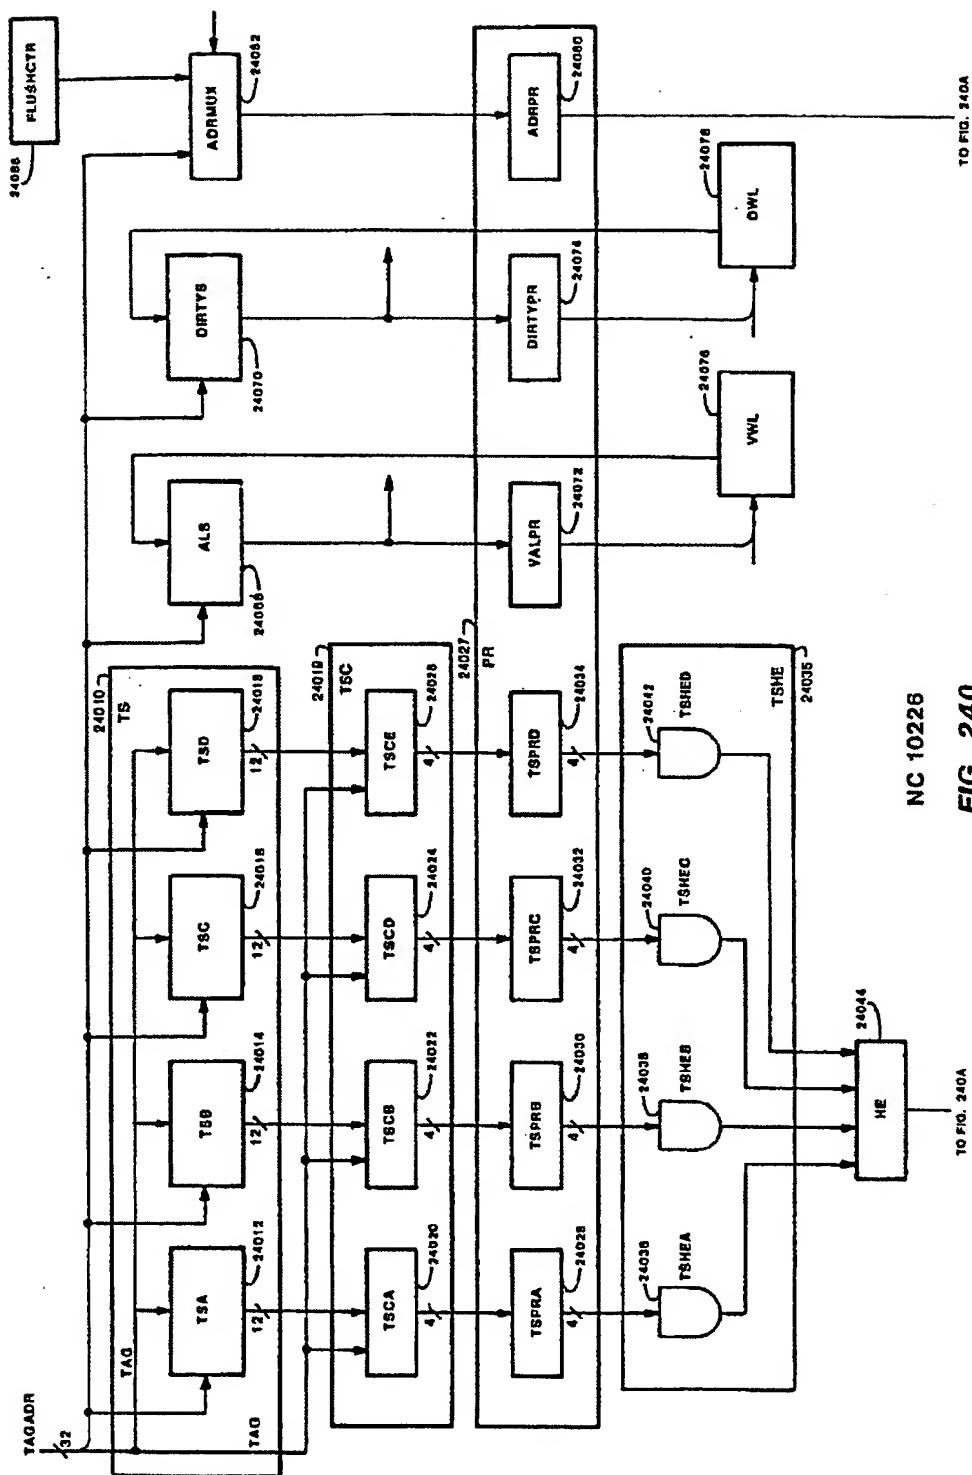 TAGADR
32
24086
FLUSHCTR
24010
TS
TAG
TSA
24012
12
TSB
24014
12
TSC
24016
12
TSD
24018
12
ALS
24068
DIRTYS
24070
ADRMUX
24082
TAG
24019
TSC
TSCA
24020
4
TSCB
24022
4
TSCD
24024
4
TSCE
24026
4
24027
PR
TSPRA
24028
4
TSPRB
24030
4
TSPRC
24032
4
TSPRD
24034
4
VALPR
24072
DIRTYPR
24074
ADRPR
24080
24036
TSHEA
24038
TSHEB
24040
TSHEC
24042
TSHED
TSHE
24035
VWL
24076
DWL
24078
HE
24044
TO FIG. 240A
TO FIG. 240A
NC 10226
FIG. 240